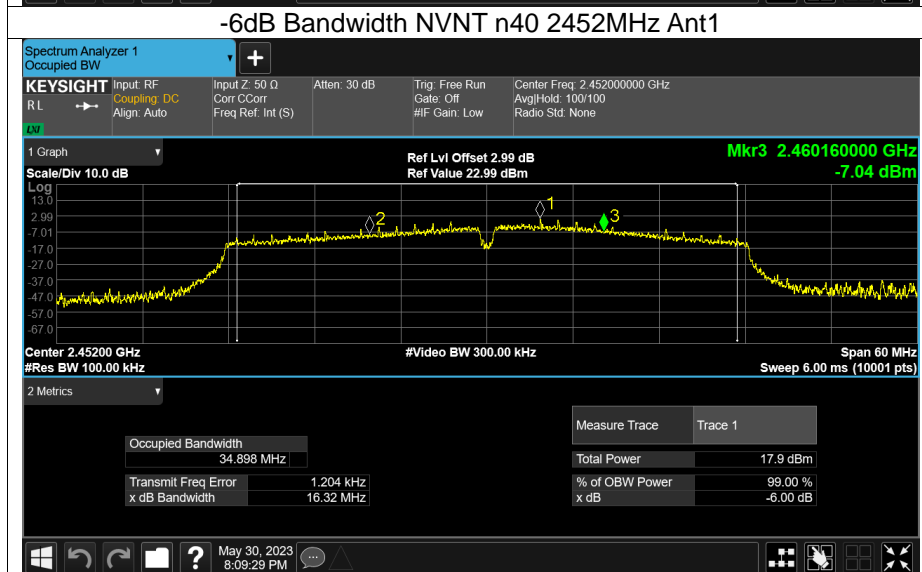 -6dB Bandwidth NVNT n40 2452MHz Ant1
Spectrum Analyzer 1
Occupied BW
+
KEYSIGHT Input: RF Input Z: 50 Ω Atten: 30 dB Trig: Free Run Center Freq: 2.452000000 GHz
RL Coupling: DC Corr CCorr Gate: Off Avg|Hold: 100/100
Align: Auto Freq Ref: Int (S) #IF Gain: Low Radio Std: None
LXI
1 Graph Ref Lvl Offset 2.99 dB Mkr3 2.460160000 GHz
Scale/Div 10.0 dB Ref Value 22.99 dBm -7.04 dBm
Log
13.0
2.99
-7.01
-17.0
-27.0
-37.0
-47.0
-57.0
-67.0
1
2
3
Center 2.45200 GHz #Video BW 300.00 kHz Span 60 MHz
#Res BW 100.00 kHz Sweep 6.00 ms (10001 pts)
2 Metrics
Measure Trace Trace 1
Occupied Bandwidth
34.898 MHz Total Power 17.9 dBm
Transmit Freq Error 1.204 kHz % of OBW Power 99.00 %
x dB Bandwidth 16.32 MHz x dB -6.00 dB
? May 30, 2023
8:09:29 PM